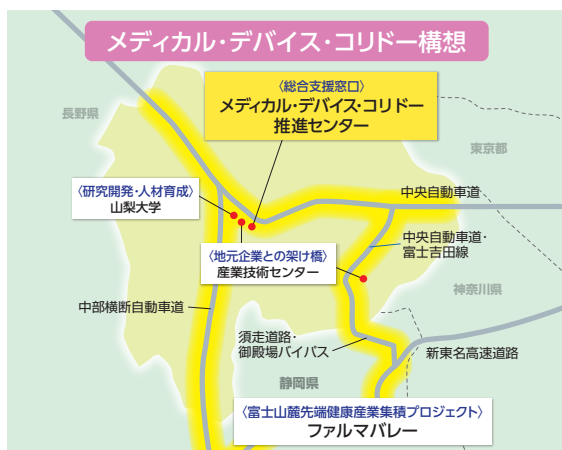 メディカル・デバイス・コリドー構想
〈総合支援窓口〉
メディカル・デバイス・コリドー
推進センター
長野県
東京都
〈研究開発・人材育成〉
山梨大学
中央自動車道
〈地元企業との架け橋〉
産業技術センター
中央自動車道・
富士吉田線
神奈川県
中部横断自動車道
須走道路・
御殿場バイパス
新東名高速道路
静岡県
〈富士山麓先端健康産業集積プロジェクト〉
ファルマバレー